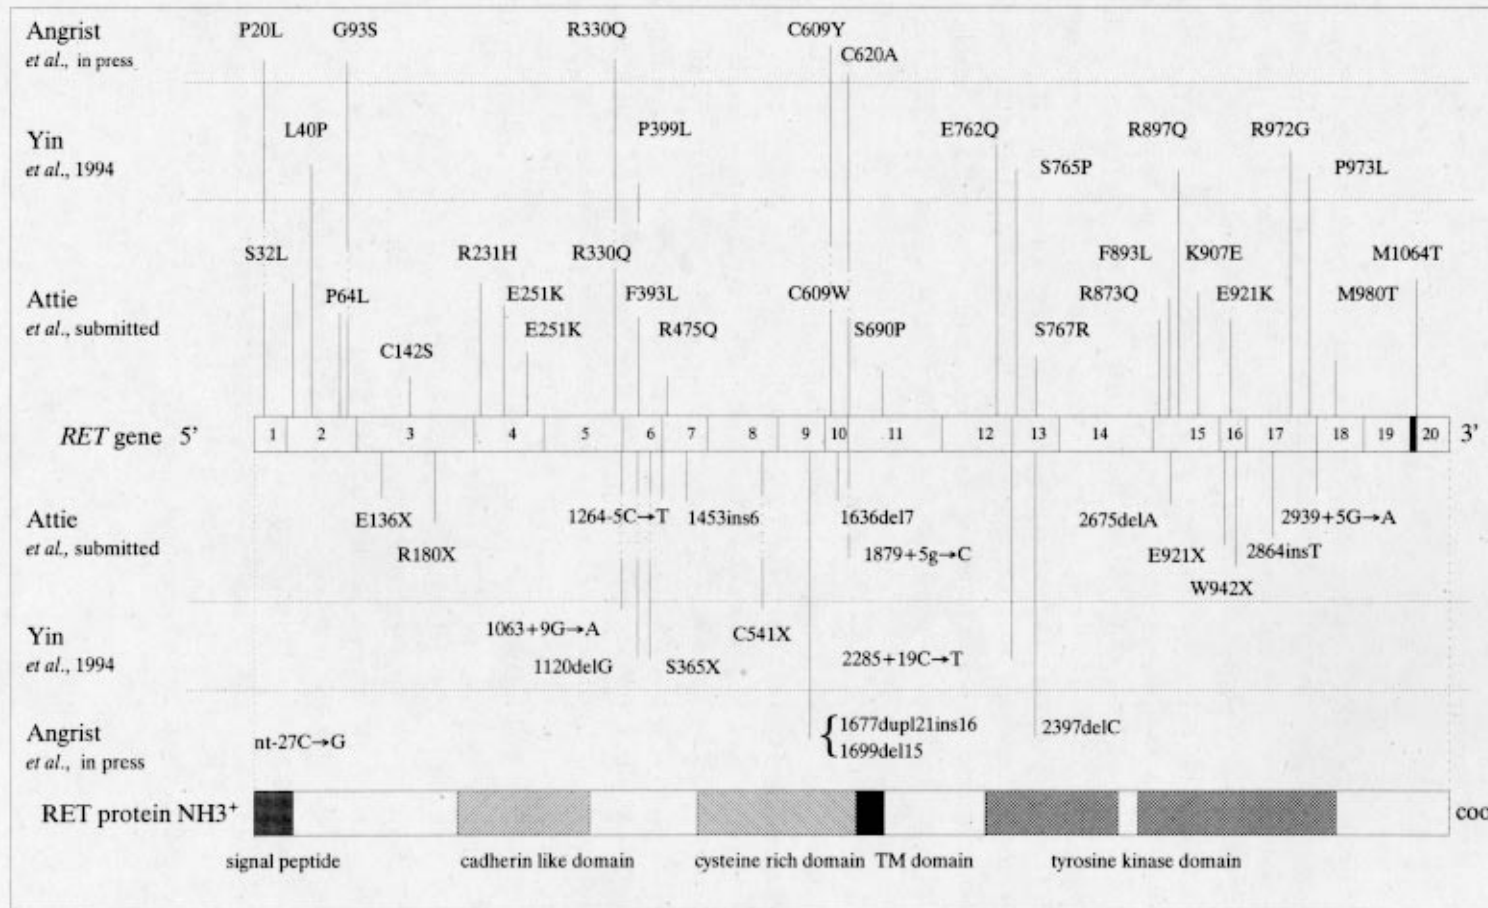 Angrist P20L G93S R330Q C609Y
et al., in press C620A
Yin L40P P399L E762Q R897Q R972G
et al., 1994 S765P P973L
S32L R231H R330Q F893L K907E M1064T
Attie P64L E251K F393L C609W R873Q E921K M980T
et al., submitted E251K R475Q S690P S767R
C142S
RET gene 5' 1 2 3 4 5 6 7 8 9 10 11 12 13 14 15 16 17 18 19 20 3'
Attie E136X 1264-5C→T 1453ins6 1636del7 2675delA 2939+5G→A
et al., submitted R180X 1879+5g→C E921X 2864insT
W942X
Yin 1063+9G→A C541X
et al., 1994 1120delG S365X 2285+19C→T
Angrist nt-27C→G { 1677dupl21ins16 2397delC
et al., in press 1699del15
RET protein NH3+ coo
signal peptide cadherin like domain cysteine rich domain TM domain tyrosine kinase domain